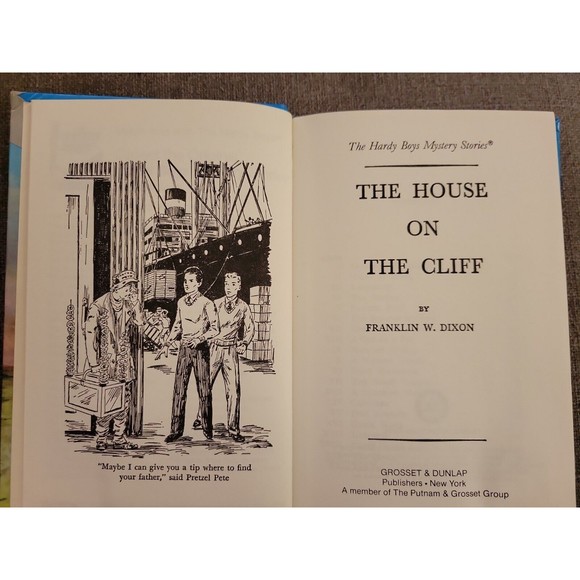 "Maybe I can give you a tip where to find
your father," said Pretzel Pete
The Hardy Boys Mystery Stories®
THE HOUSE
ON
THE CLIFF
BY
FRANKLIN W. DIXON
GROSSET & DUNLAP
Publishers • New York
A member of The Putnam & Grosset Group